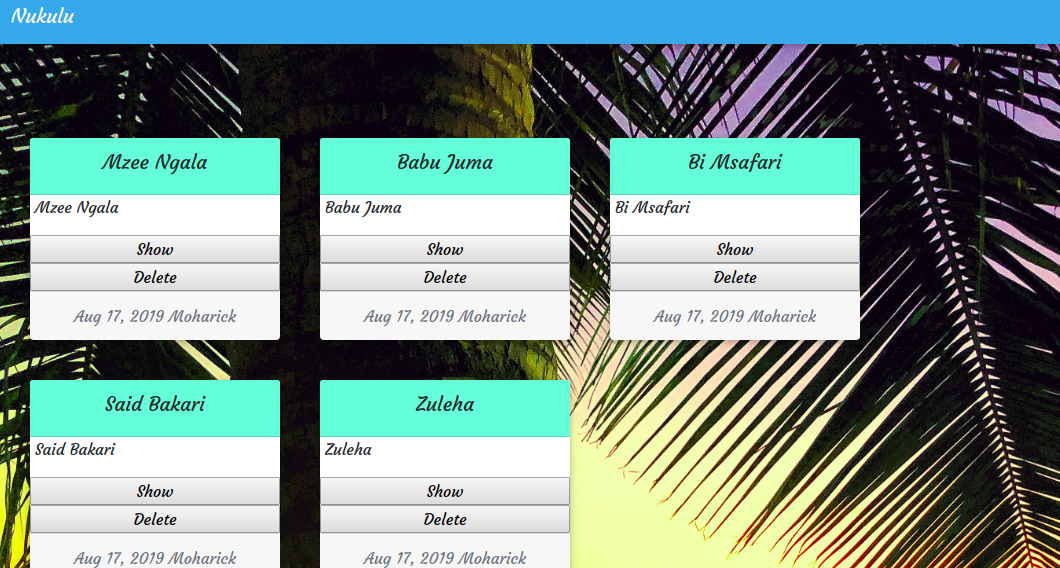 Nukulu
Mzee Ngala
Mzee Ngala
Show
Delete
Aug 17, 2019 Moharick
Babu Juma
Babu Juma
Show
Delete
Aug 17, 2019 Moharick
Bi Msafari
Bi Msafari
Show
Delete
Aug 17, 2019 Moharick
Said Bakari
Said Bakari
Show
Delete
Aug 17, 2019 Moharick
Zuleha
Zuleha
Show
Delete
Aug 17, 2019 Moharick